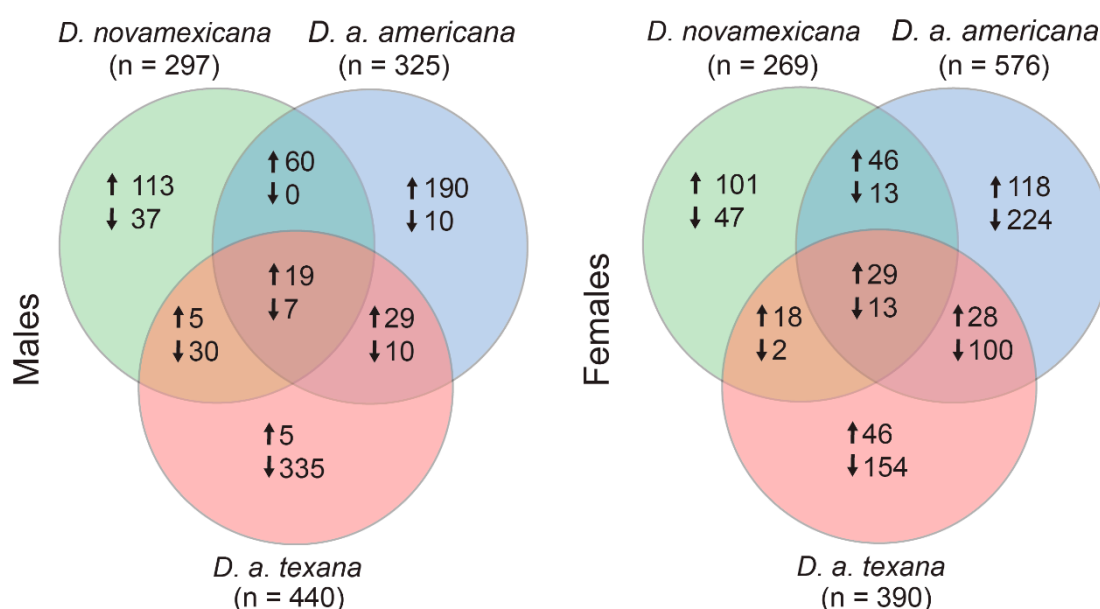 D. novamexicana
(n = 297)
D. a. americana
(n = 325)
↑ 113
↓ 37
↑ 60
↓ 0
↑ 190
↓ 10
↑ 19
↓ 7
↑ 5
↓ 30
↑ 29
↓ 10
↑ 5
↓ 335
D. a. texana
(n = 440)
Males
D. novamexicana
(n = 269)
D. a. americana
(n = 576)
↑ 101
↓ 47
↑ 46
↓ 13
↑ 118
↓ 224
↑ 29
↓ 13
↑ 18
↓ 2
↑ 28
↓ 100
↑ 46
↓ 154
D. a. texana
(n = 390)
Females